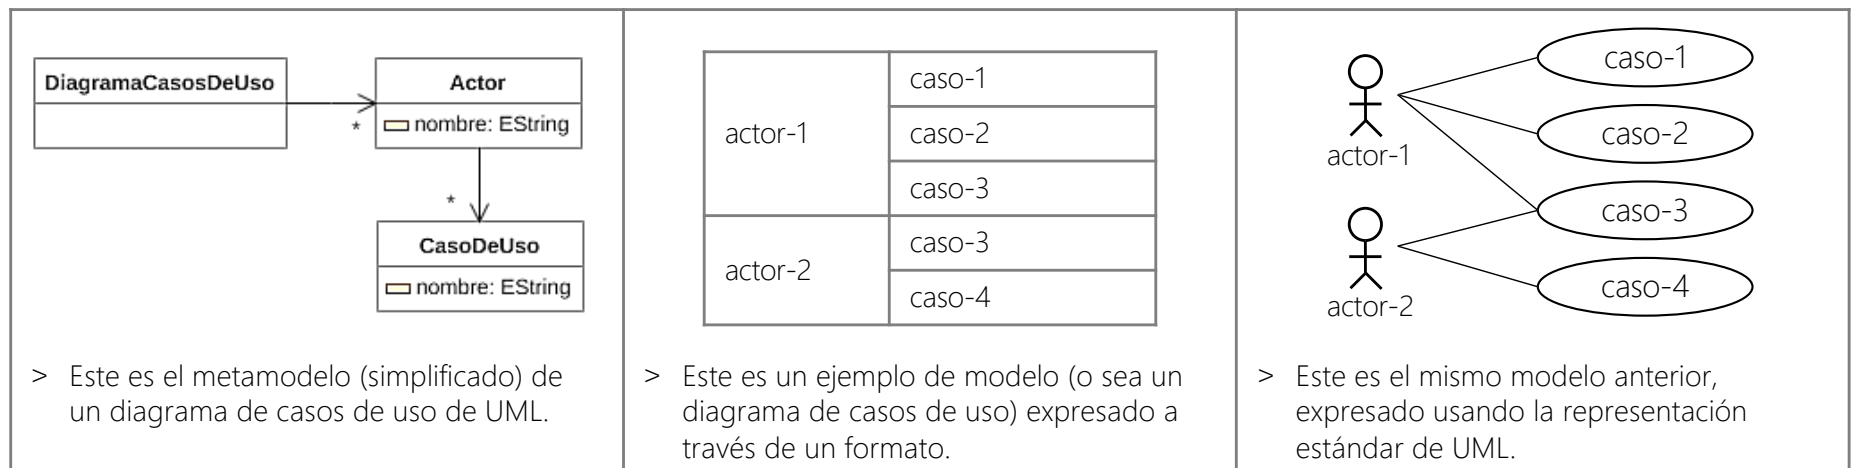 DiagramaCasosDeUso
Actor
nombre: EString
*
*
CasoDeUso
nombre: EString
> Este es el metamodelo (simplificado) de
un diagrama de casos de uso de UML.
actor-1
caso-1
caso-2
caso-3
actor-2
caso-3
caso-4
> Este es un ejemplo de modelo (o sea un
diagrama de casos de uso) expresado a
través de un formato.
caso-1
caso-2
actor-1
caso-3
caso-4
actor-2
> Este es el mismo modelo anterior,
expresado usando la representación
estándar de UML.